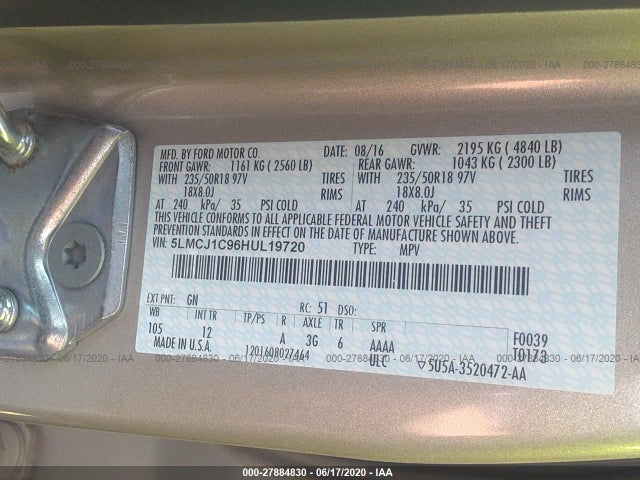 000-27884830 - 06/17/2020 - IAA
MFD. BY FORD MOTOR CO. DATE: 08/16 GVWR: 2195 KG ( 4840 LB)
FRONT GAWR: 1161 KG ( 2560 LB) REAR GAWR: 1043 KG ( 2300 LB)
WITH 235/50R18 97V TIRES WITH 235/50R18 97V TIRES
18X8.0J RIMS 18X8.0J RIMS
AT 240 kPa/ 35 PSI COLD AT 240 kPa/ 35 PSI COLD
THIS VEHICLE CONFORMS TO ALL APPLICABLE FEDERAL MOTOR VEHICLE SAFETY AND THEFT
PREVENTION STANDARDS IN EFFECT ON THE DATE OF MANUFACTURE SHOWN ABOVE.
VIN: 5LMCJ1C96HUL19720 TYPE: MPV
EXT PNT: GN RC: 51 DSO:
WB INT TR TP/PS R AXLE TR SPR
105 12 A 3G 6 AAAA F0039
MADE IN U.S.A. 1201608027464 ULC ▽5U5A-3520472-AA T0173
000-27884830 - 06/17/2020 - IAA
000-27884830 - 06/17/2020 - IAA